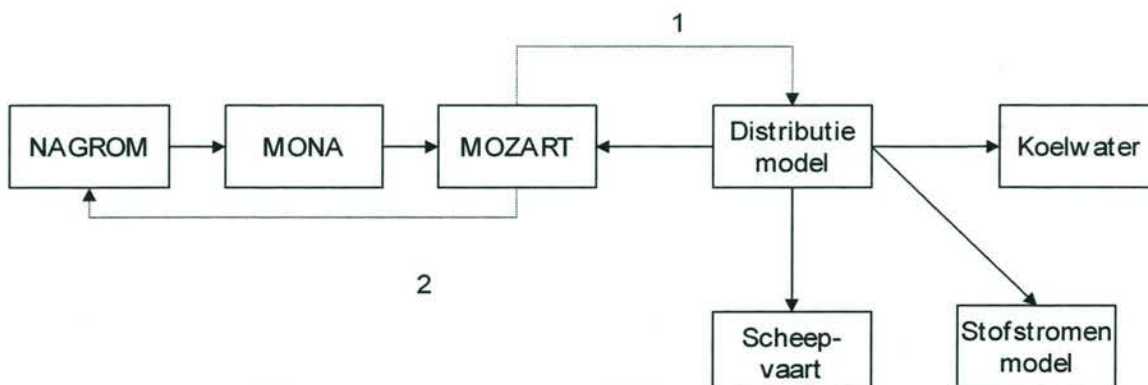 1
NAGROM
MONA
MOZART
Distributie
model
Koelwater
2
Scheep-
vaart
Stofstromen
model